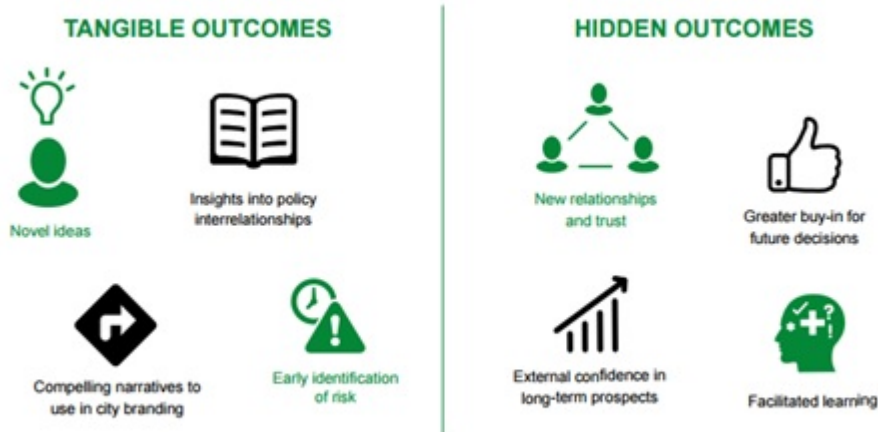 TANGIBLE OUTCOMES
Novel ideas
Insights into policy
interrelationships
Compelling narratives to
use in city branding
Early identification
of risk
HIDDEN OUTCOMES
New relationships
and trust
Greater buy-in for
future decisions
External confidence in
long-term prospects
Facilitated learning